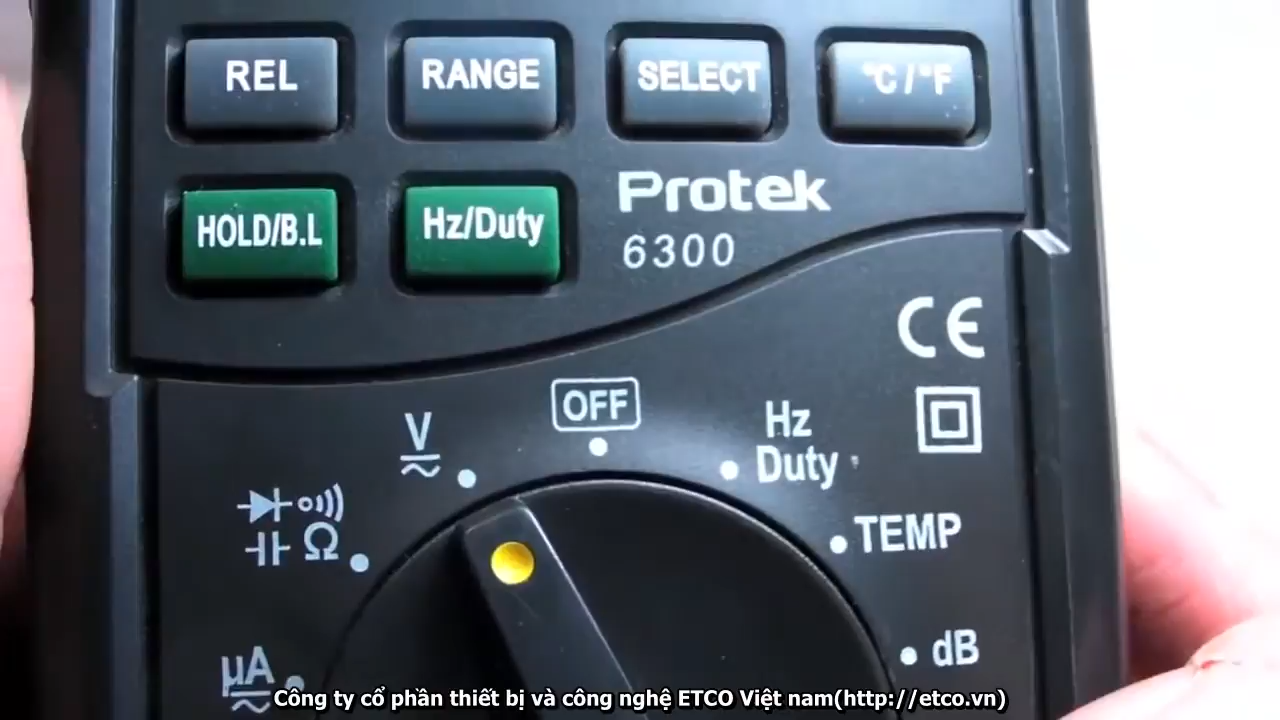 REL
RANGE
SELECT
°C/°F
HOLD/B.L
Hz/Duty
Protek
6300
CE
OFF
V
Hz
Duty
Ω
TEMP
µA
dB
Công ty cổ phần thiết bị và công nghệ ETCO Việt nam(http://etco.vn)